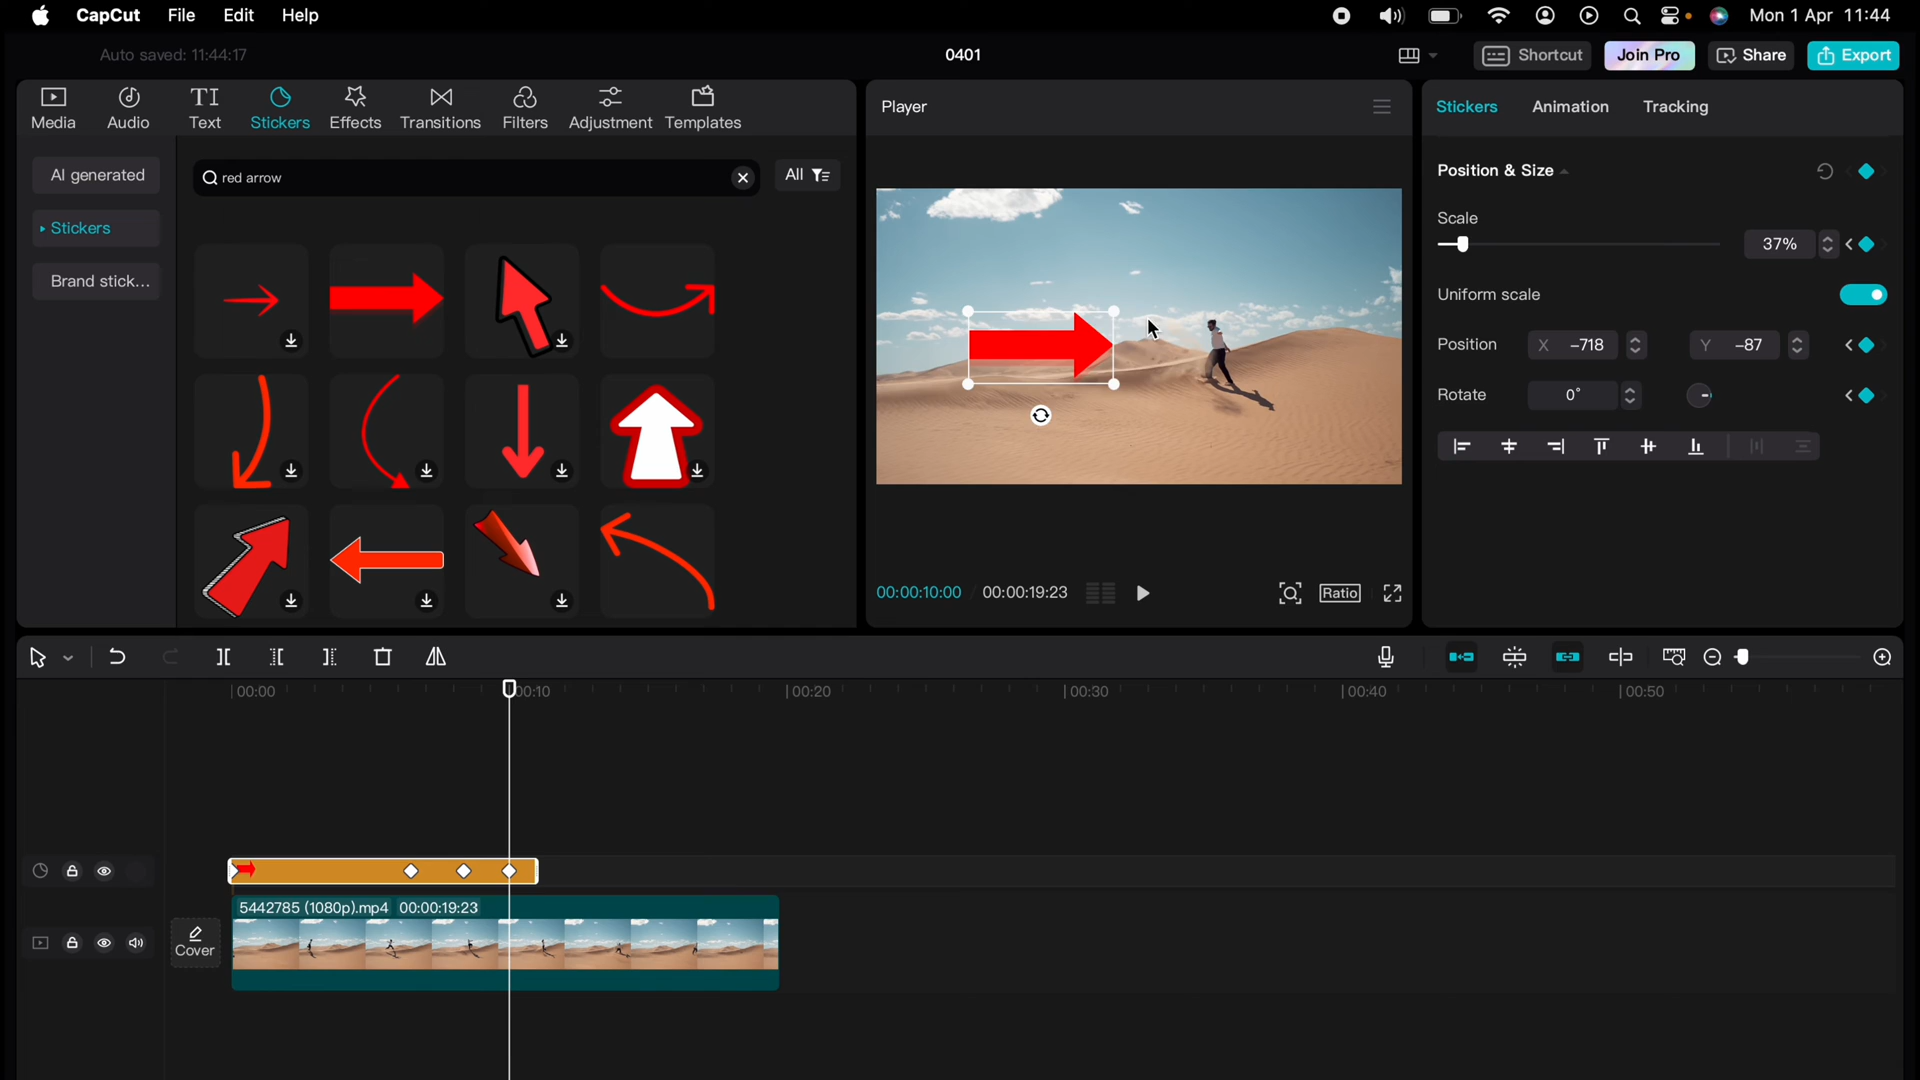 CapCut File Edit Help
Mon 1 Apr 11:44
Auto saved: 11:44:17
0401
Shortcut
Join Pro
Share
Export
Media
Audio
Text
Stickers
Effects
Transitions
Filters
Adjustment
Templates
AI generated
Stickers
Brand stick...
red arrow
All
Player
00:00:10:00
00:00:19:23
Ratio
Stickers
Animation
Tracking
Position & Size
Scale
37%
Uniform scale
Position X -718 Y -87
Rotate 0°
00:00
00:10
00:20
00:30
00:40
00:50
5442785 (1080p).mp4 00:00:19:23
Cover